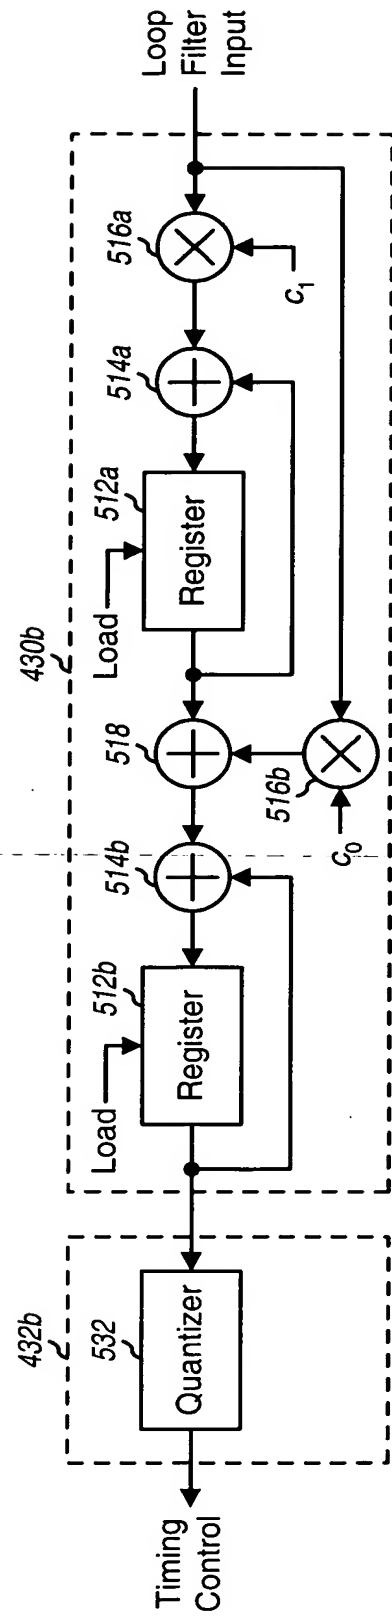 430b
432b
Loop
Filter
Input
516a
c₁
514a
512a
Load
Register
518
516b
c₀
514b
512b
Load
Register
532
Quantizer
Timing
Control